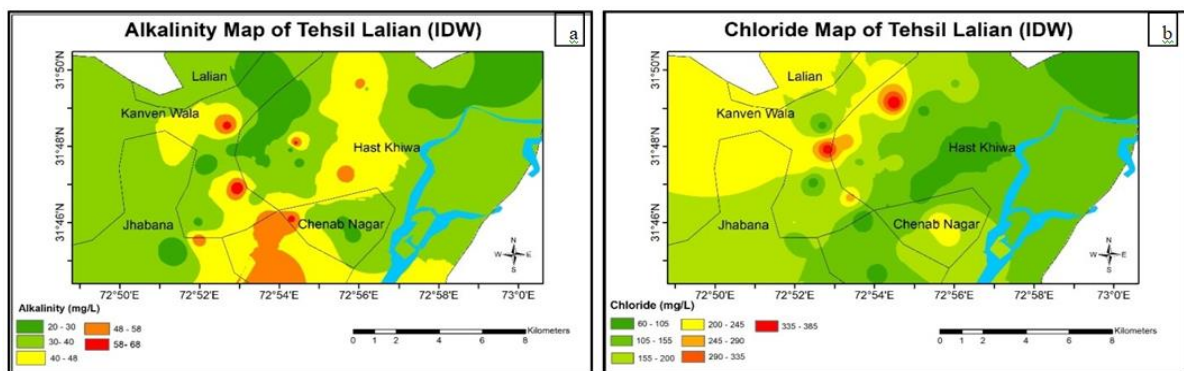 Alkalinity Map of Tehsil Lalian (IDW)
a
31°50'N
31°48'N
31°46'N
Lalian
Kanven Wala
Hast Khiwa
Jhabana
Chenab Nagar
N
W E
S
72°50'E 72°52'E 72°54'E 72°56'E 72°58'E 73°0'E
Alkalinity (mg/L)
20 - 30
30 - 40
40 - 48
48 - 58
58- 68
Kilometers
0 1 2 4 6 8
Chloride Map of Tehsil Lalian (IDW)
b
31°50'N
31°48'N
31°46'N
Lalian
Kanven Wala
Hast Khiwa
Jhabana
Chenab Nagar
N
W E
S
72°50'E 72°52'E 72°54'E 72°56'E 72°58'E 73°0'E
Chloride (mg/L)
60 - 105
105 - 155
155 - 200
200 - 245
245 - 290
290 - 335
335 - 385
Kilometers
0 1 2 4 6 8